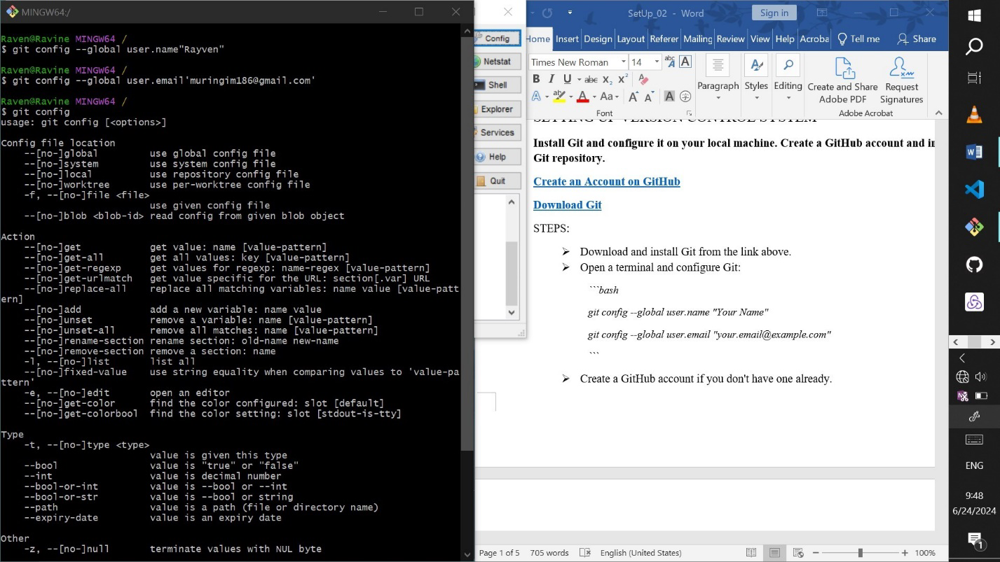 MINGW64:/
Raven@Ravine MINGW64 /
$ git config --global user.name"Rayven"
Raven@Ravine MINGW64 /
$ git config --global user.email'muringim186@gmail.com'
Raven@Ravine MINGW64 /
$ git config
usage: git config [<options>]
Config file location
--[no-]global use global config file
--[no-]system use system config file
--[no-]local use repository config file
--[no-]worktree use per-worktree config file
-f, --[no-]file <file>
use given config file
--[no-]blob <blob-id> read config from given blob object
Action
--[no-]get get value: name [value-pattern]
--[no-]get-all get all values: key [value-pattern]
--[no-]get-regexp get values for regexp: name-regex [value-pattern]
--[no-]get-urlmatch get value specific for the URL: section[.var] URL
--[no-]replace-all replace all matching variables: name value [value-patt
ern]
--[no-]add add a new variable: name value
--[no-]unset remove a variable: name [value-pattern]
--[no-]unset-all remove all matches: name [value-pattern]
--[no-]rename-section rename section: old-name new-name
--[no-]remove-section remove a section: name
-l, --[no-]list list all
--[no-]fixed-value use string equality when comparing values to 'value-pa
ttern'
-e, --[no-]edit open an editor
--[no-]get-color find the color configured: slot [default]
--[no-]get-colorbool find the color setting: slot [stdout-is-tty]
Type
-t, --[no-]type <type>
value is given this type
--bool value is "true" or "false"
--int value is decimal number
--bool-or-int value is --bool or --int
--bool-or-str value is --bool or string
--path value is a path (file or directory name)
--expiry-date value is an expiry date
Other
-z, --[no-]null terminate values with NUL byte
Config
Netstat
Shell
Explorer
Services
Help
Quit
SetUp_02 - Word
Sign in
Home Insert Design Layout Referer Mailing Review View Help Acroba Tell me Share
Times New Roman 14 abc A
B I U abc X₂ X²
A ab A Aa A A A
Font
Paragraph
Styles
Editing
Create and Share
Adobe PDF
Request
Signatures
Adobe Acrobat
SETTING UP VERSION CONTROL SYSTEM
Install Git and configure it on your local machine. Create a GitHub account and in
Git repository.
Create an Account on GitHub
Download Git
STEPS:
➢ Download and install Git from the link above.
➢ Open a terminal and configure Git:
```bash
git config --global user.name "Your Name"
git config --global user.email "your.email@example.com"
```
➢ Create a GitHub account if you don't have one already.
Page 1 of 5 705 words English (United States) 100%
ENG
9:48
6/24/2024
1